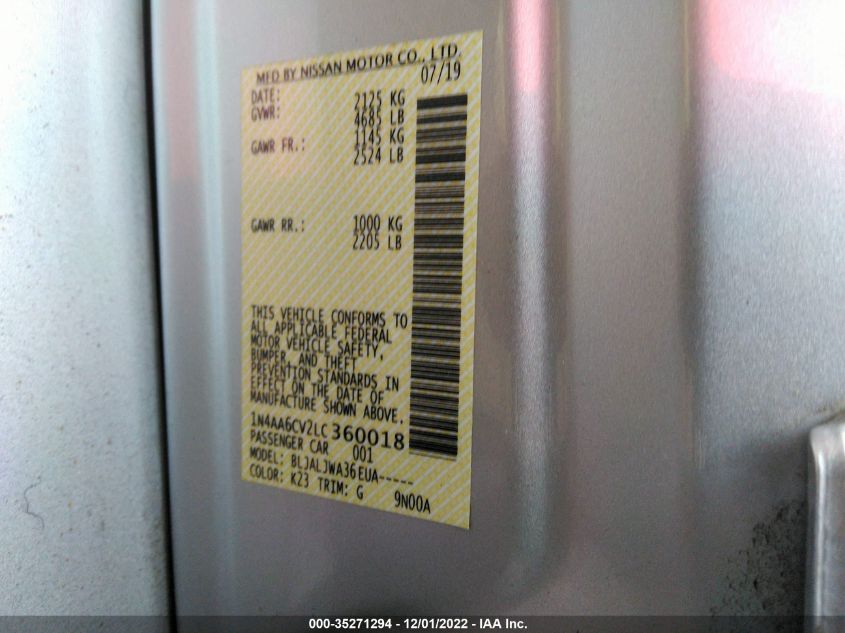 MFD BY NISSAN MOTOR CO., LTD.
DATE: 07/19
GVWR: 2125 KG
4685 LB
GAWR FR.: 1145 KG
2524 LB
GAWR RR.: 1000 KG
2205 LB
THIS VEHICLE CONFORMS TO
ALL APPLICABLE FEDERAL
MOTOR VEHICLE SAFETY,
BUMPER, AND THEFT
PREVENTION STANDARDS IN
EFFECT ON THE DATE OF
MANUFACTURE SHOWN ABOVE.
1N4AA6CV2LC360018
PASSENGER CAR 001
MODEL: BLJALJWA36EUA-----
COLOR: K23 TRIM: G 9N00A
000-35271294 - 12/01/2022 - IAA Inc.